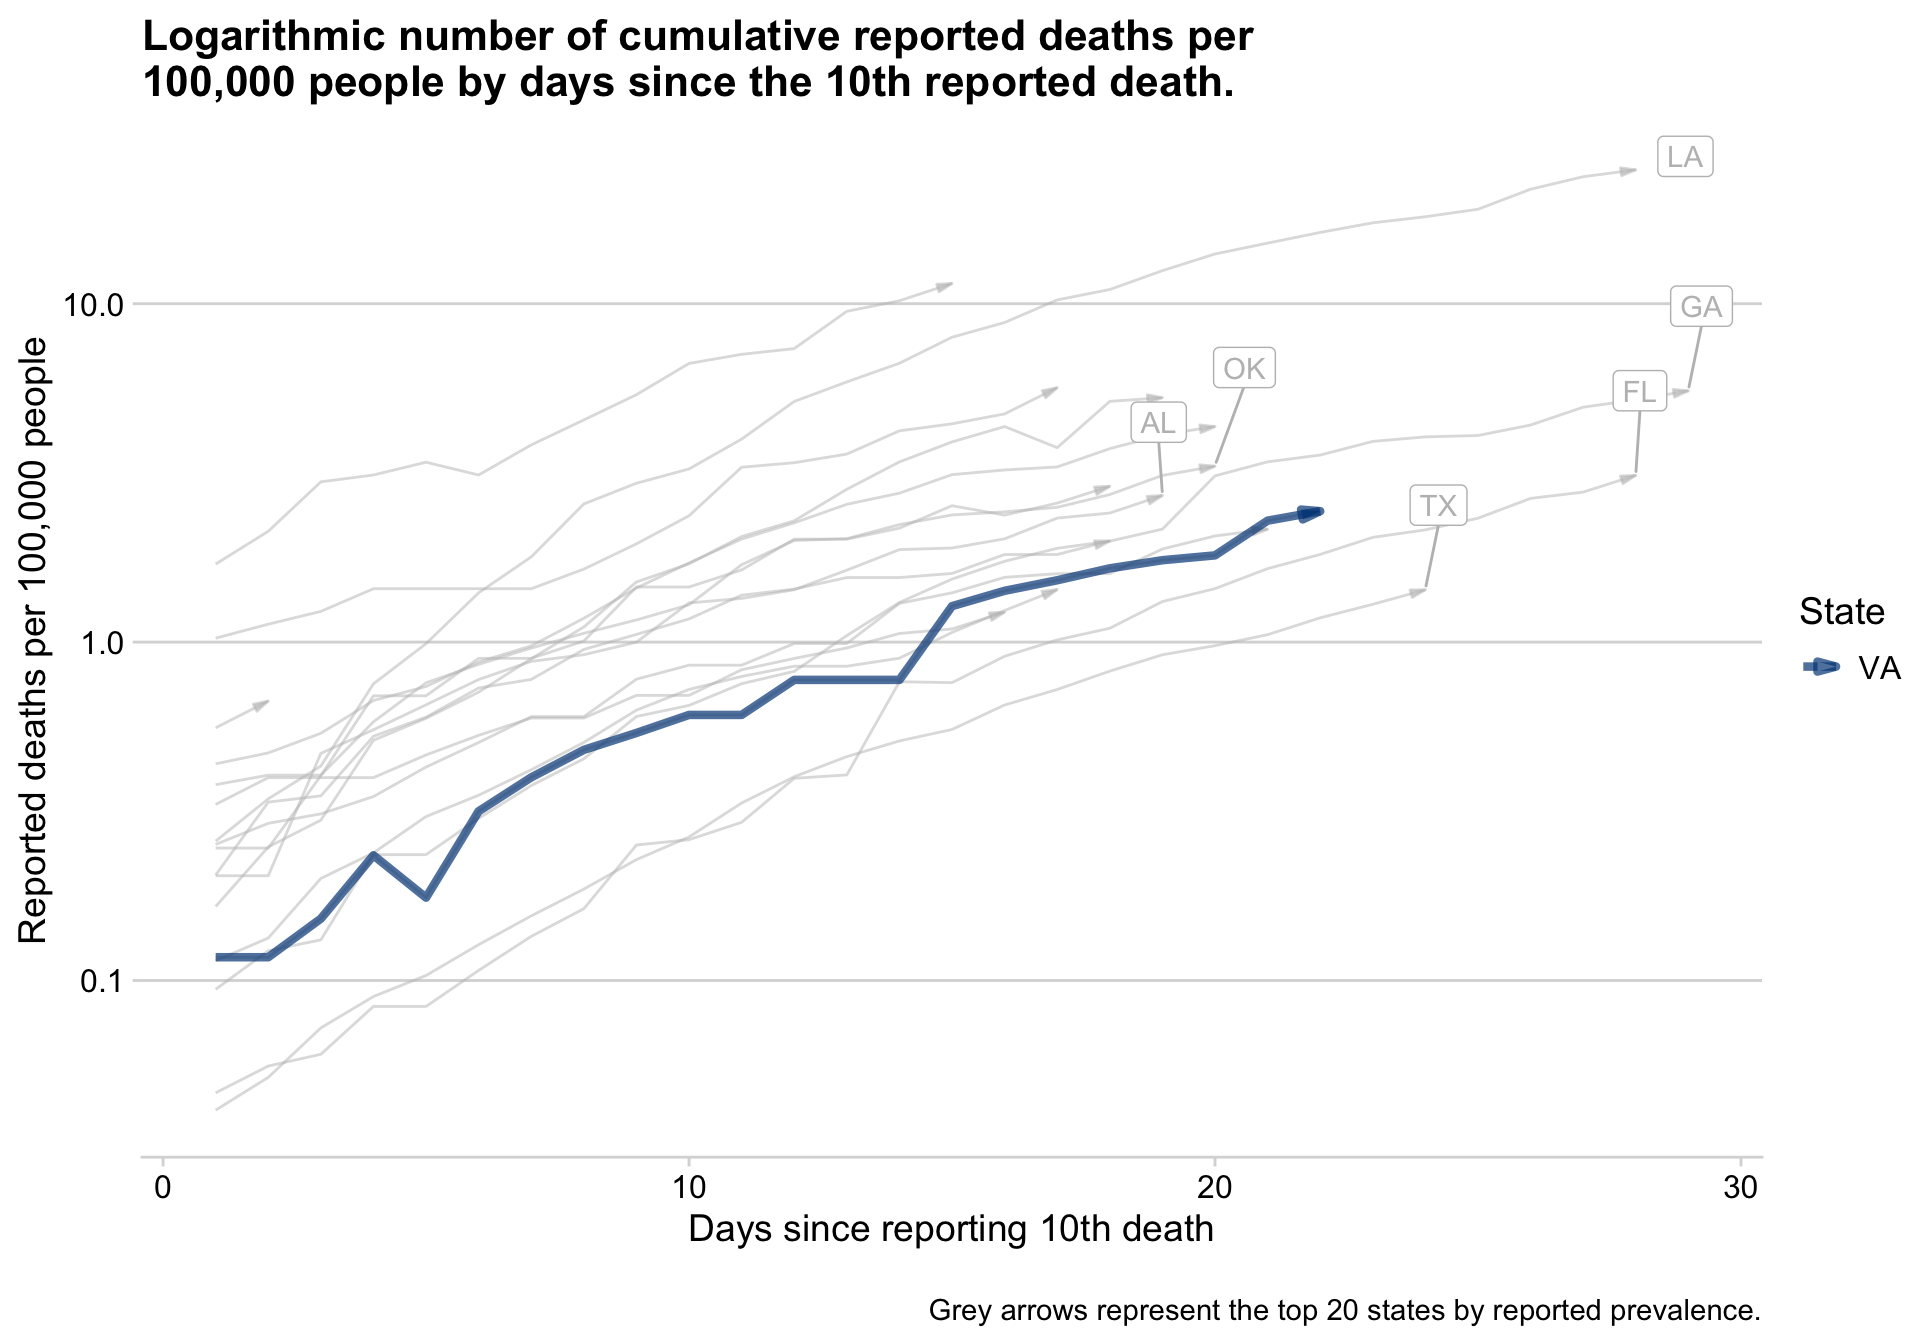 Logarithmic number of cumulative reported deaths per
100,000 people by days since the 10th reported death.
LA
10.0
GA
OK
FL
AL
TX
1.0
0.1
Reported deaths per 100,000 people
State
VA
0
10
20
30
Days since reporting 10th death
Grey arrows represent the top 20 states by reported prevalence.